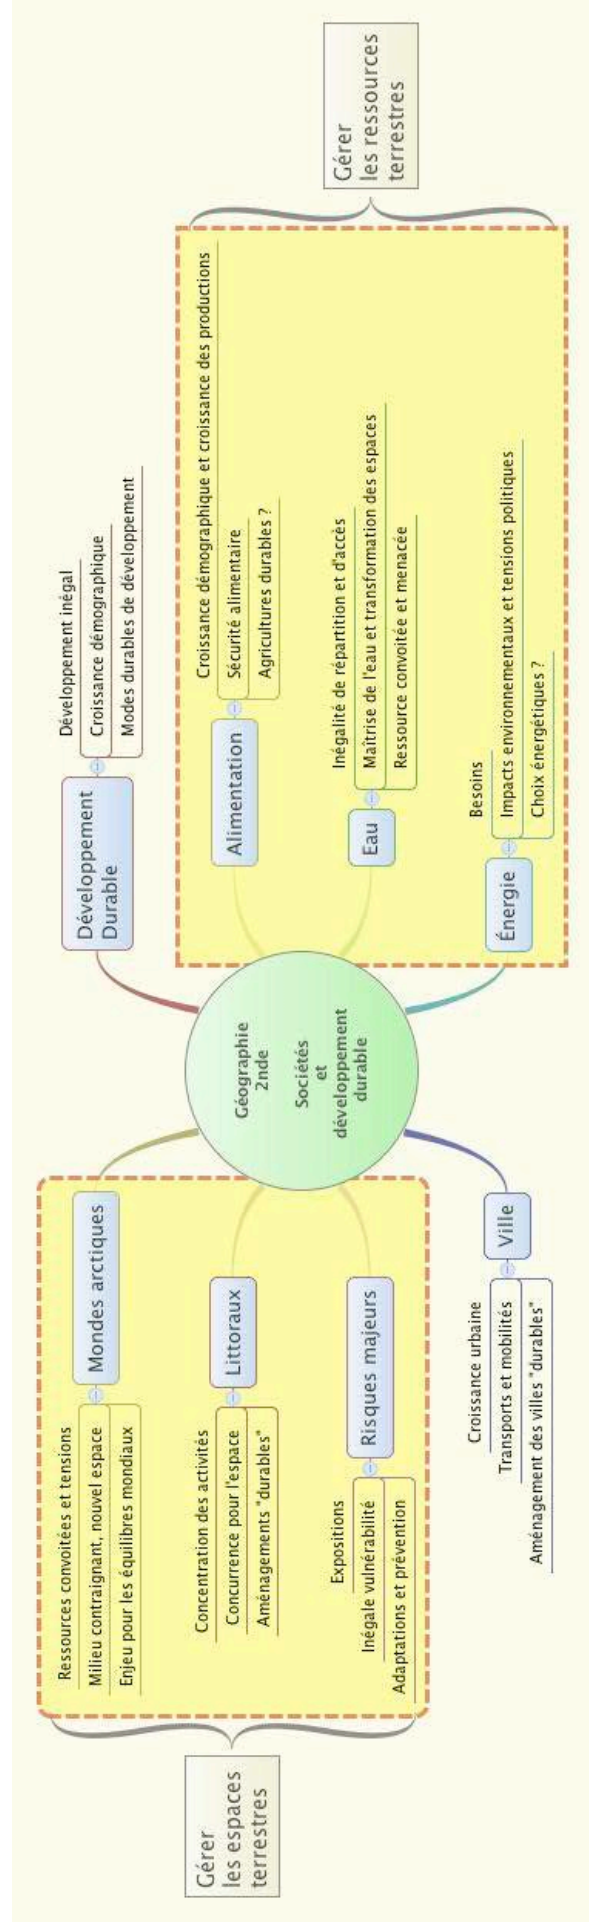 Géographie
2nde
Sociétés
et
développement
durable
Développement
Durable
Développement inégal
Croissance démographique
Modes durables de développement
Alimentation
Croissance démographique et croissance des productions
Sécurité alimentaire
Agricultures durables ?
Eau
Inégalité de répartition et d'accès
Maîtrise de l'eau et transformation des espaces
Ressource convoitée et menacée
Énergie
Besoins
Impacts environnementaux et tensions politiques
Choix énergétiques ?
Gérer
les ressources
terrestres
Mondes arctiques
Ressources convoitées et tensions
Milieu contraignant, nouvel espace
Enjeu pour les équilibres mondiaux
Littoraux
Concentration des activités
Concurrence pour l'espace
Aménagements "durables"
Risques majeurs
Expositions
Inégale vulnérabilité
Adaptations et prévention
Ville
Croissance urbaine
Transports et mobilités
Aménagement des villes "durables"
Gérer
les espaces
terrestres